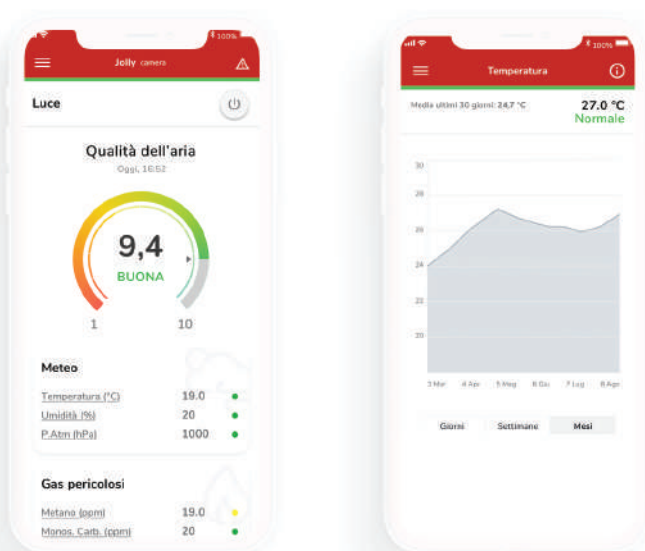 100%
Jolly camera
Luce
Qualità dell'aria
Oggi, 16:52
9,4
BUONA
1 10
Meteo
Temperatura (°C) 19.0
Umidità (%) 20
P.Atm (hPa) 1000
Gas pericolosi
Metano (ppm) 19.0
Monos. Carb. (ppm) 20
100%
Temperatura
Media ultimi 30 giorni: 24,7 °C
27.0 °C
Normale
30
28
26
24
22
20
3 Mar 4 Apr 5 Mag 6 Giu 7 Lug 8 Ago
Giorni Settimane Mesi